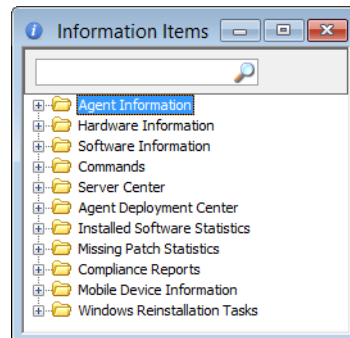 Information Items
Agent Information
Hardware Information
Software Information
Commands
Server Center
Agent Deployment Center
Installed Software Statistics
Missing Patch Statistics
Compliance Reports
Mobile Device Information
Windows Reinstallation Tasks